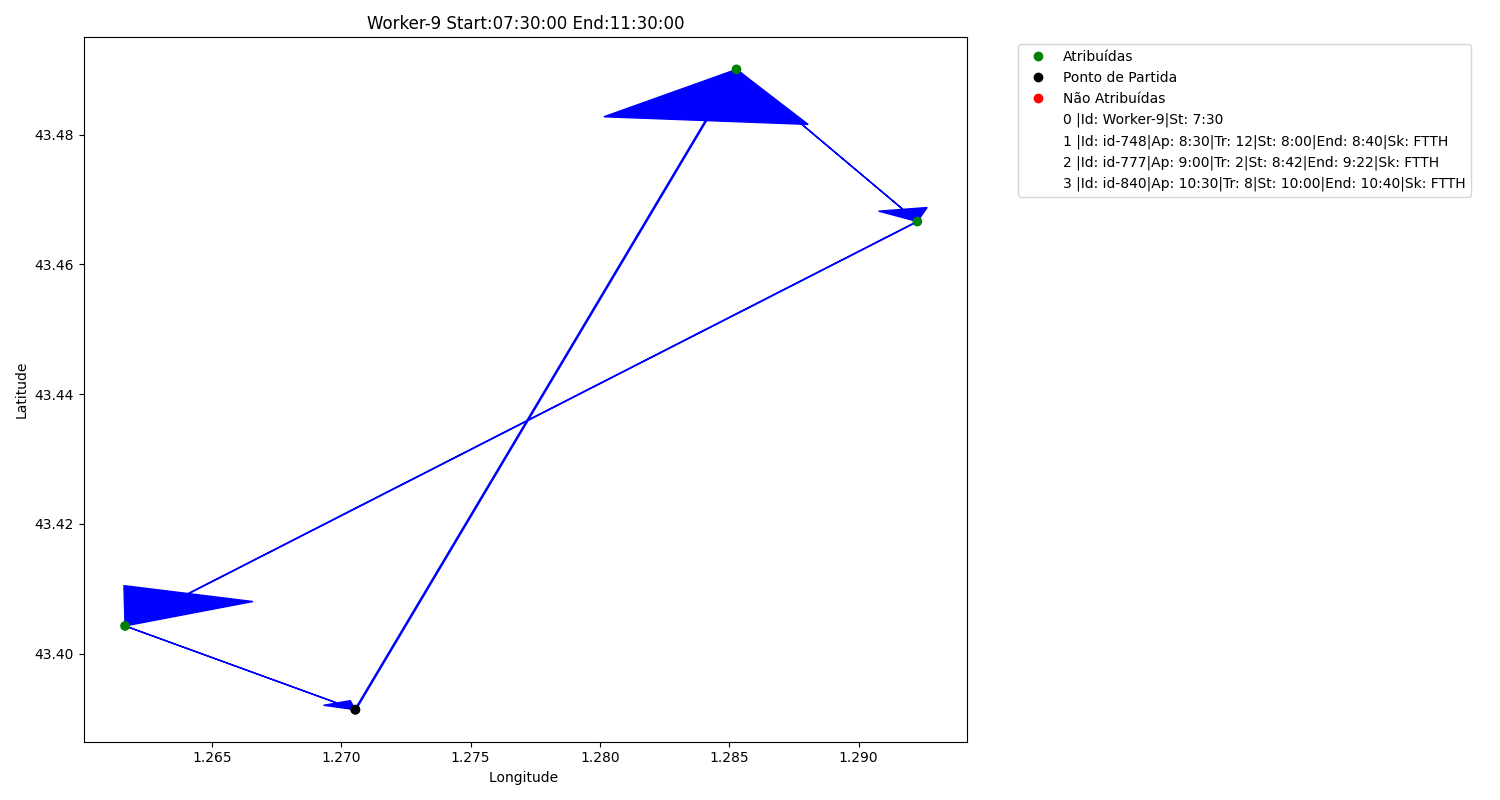 Worker-9 Start:07:30:00 End:11:30:00
Atribuídas
Ponto de Partida
Não Atribuídas
0 |Id: Worker-9|St: 7:30
1 |Id: id-748|Ap: 8:30|Tr: 12|St: 8:00|End: 8:40|Sk: FTTH
2 |Id: id-777|Ap: 9:00|Tr: 2|St: 8:42|End: 9:22|Sk: FTTH
3 |Id: id-840|Ap: 10:30|Tr: 8|St: 10:00|End: 10:40|Sk: FTTH
43.48
43.46
43.44
43.42
43.40
Latitude
1.265 1.270 1.275 1.280 1.285 1.290
Longitude